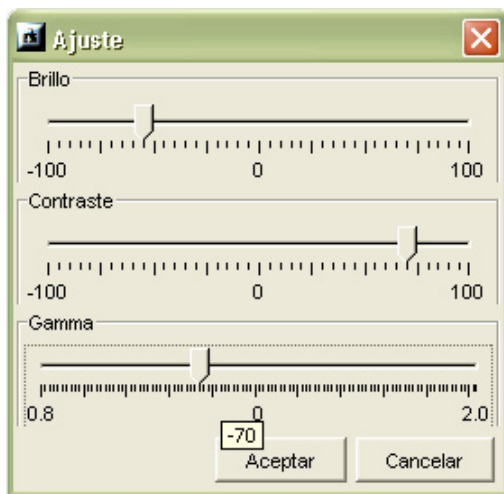 Ajuste
Brillo
-100 0 100
Contraste
-100 0 100
Gamma
0.8 0 2.0
-70
Aceptar Cancelar